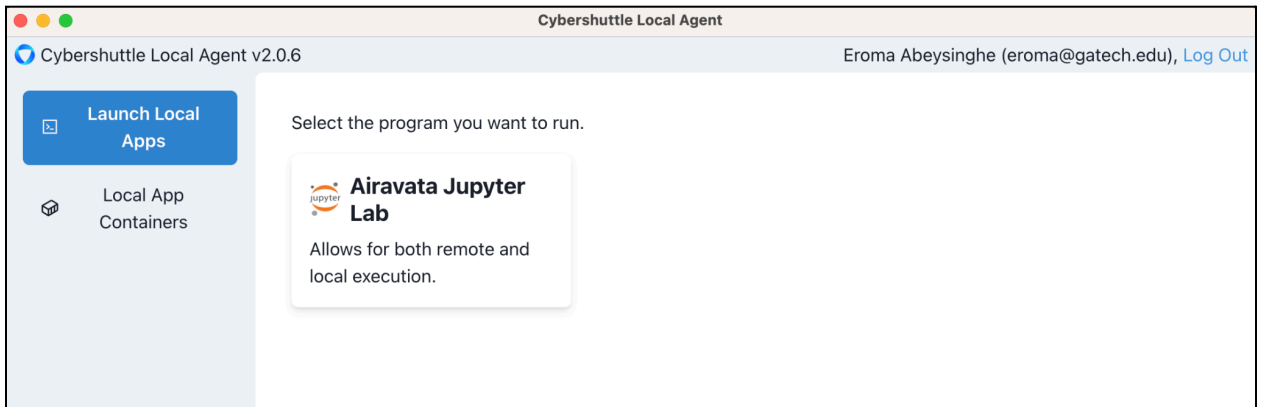 Cybershuttle Local Agent
Cybershuttle Local Agent v2.0.6
Eroma Abeysinghe (eroma@gatech.edu), Log Out
Launch Local
Apps
Local App
Containers
Select the program you want to run.
jupyter
Airavata Jupyter
Lab
Allows for both remote and
local execution.